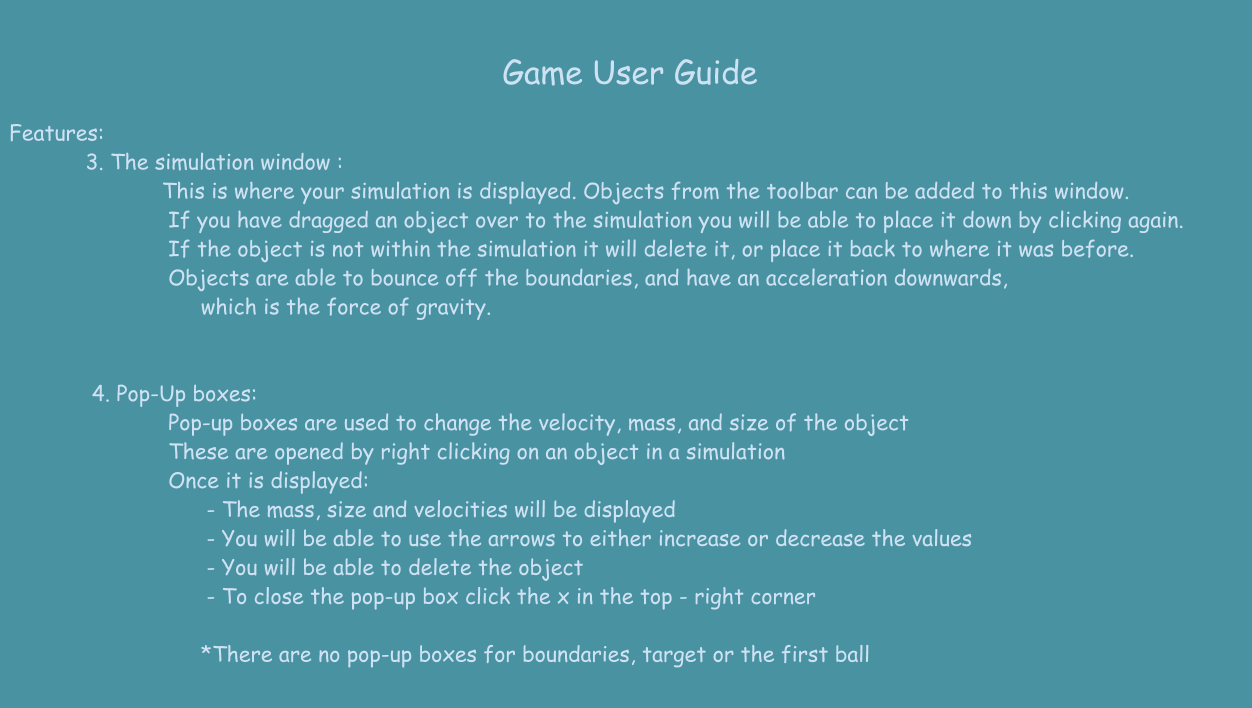 Game User Guide
Features:
3. The simulation window :
This is where your simulation is displayed. Objects from the toolbar can be added to this window.
If you have dragged an object over to the simulation you will be able to place it down by clicking again.
If the object is not within the simulation it will delete it, or place it back to where it was before.
Objects are able to bounce off the boundaries, and have an acceleration downwards,
which is the force of gravity.
4. Pop-Up boxes:
Pop-up boxes are used to change the velocity, mass, and size of the object
These are opened by right clicking on an object in a simulation
Once it is displayed:
- The mass, size and velocities will be displayed
- You will be able to use the arrows to either increase or decrease the values
- You will be able to delete the object
- To close the pop-up box click the x in the top - right corner
*There are no pop-up boxes for boundaries, target or the first ball